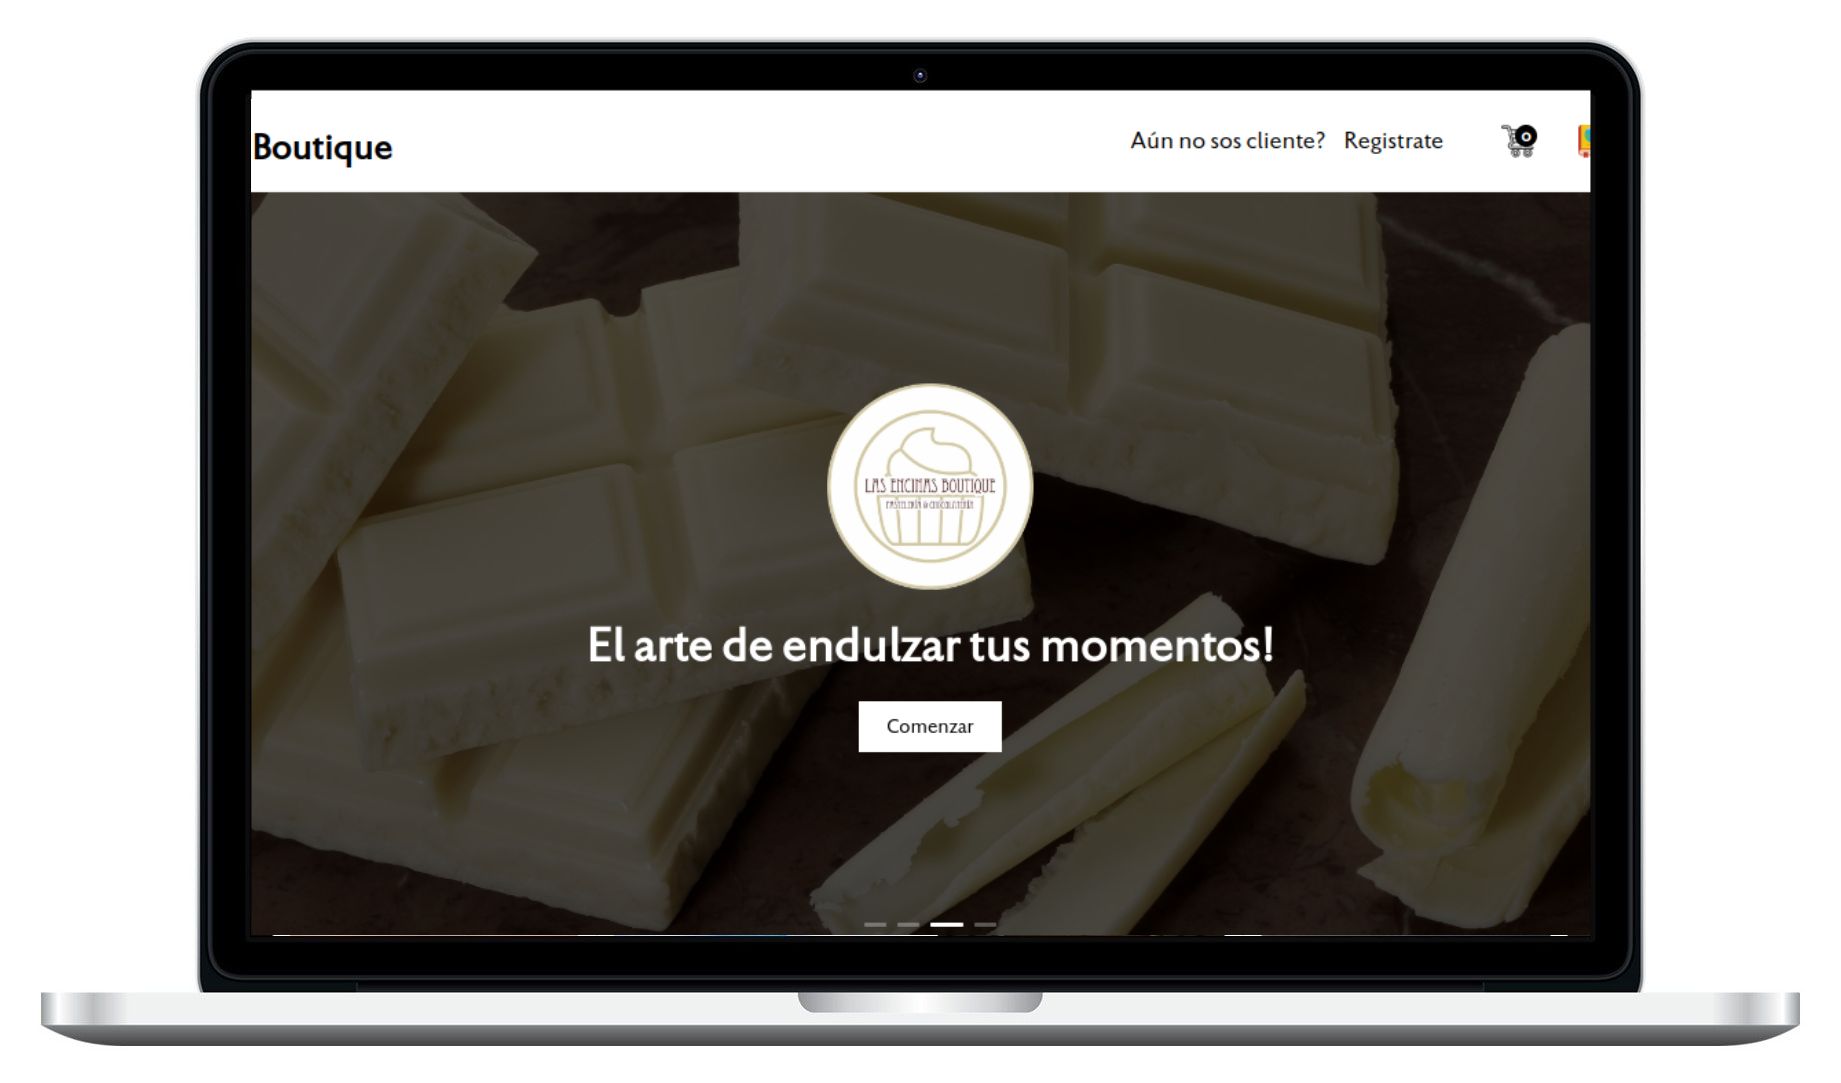 Boutique
Aún no sos cliente? Registrate
0
LAS ENCINAS BOUTIQUE
PASTELERÍA & CHOCOLATERÍA
El arte de endulzar tus momentos!
Comenzar